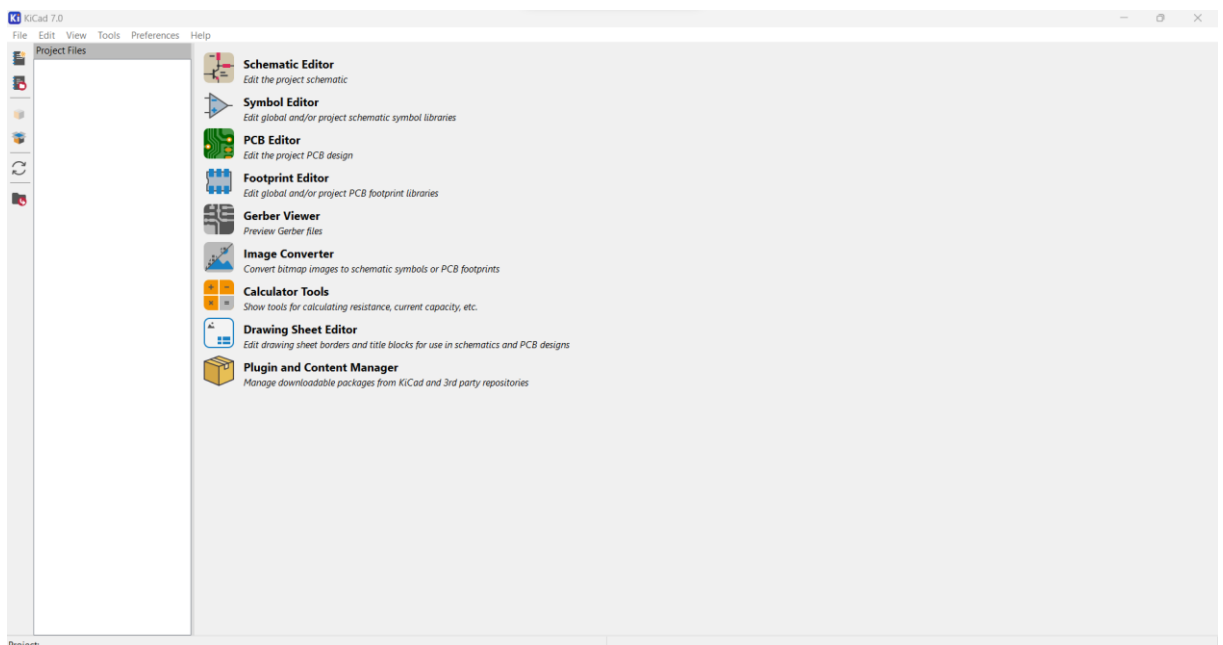 Ki KiCad 7.0
File Edit View Tools Preferences Help
Project Files
Schematic Editor
Edit the project schematic
Symbol Editor
Edit global and/or project schematic symbol libraries
PCB Editor
Edit the project PCB design
Footprint Editor
Edit global and/or project PCB footprint libraries
Gerber Viewer
Preview Gerber files
Image Converter
Convert bitmap images to schematic symbols or PCB footprints
Calculator Tools
Show tools for calculating resistance, current capacity, etc.
Drawing Sheet Editor
Edit drawing sheet borders and title blocks for use in schematics and PCB designs
Plugin and Content Manager
Manage downloadable packages from KiCad and 3rd party repositories
Project: